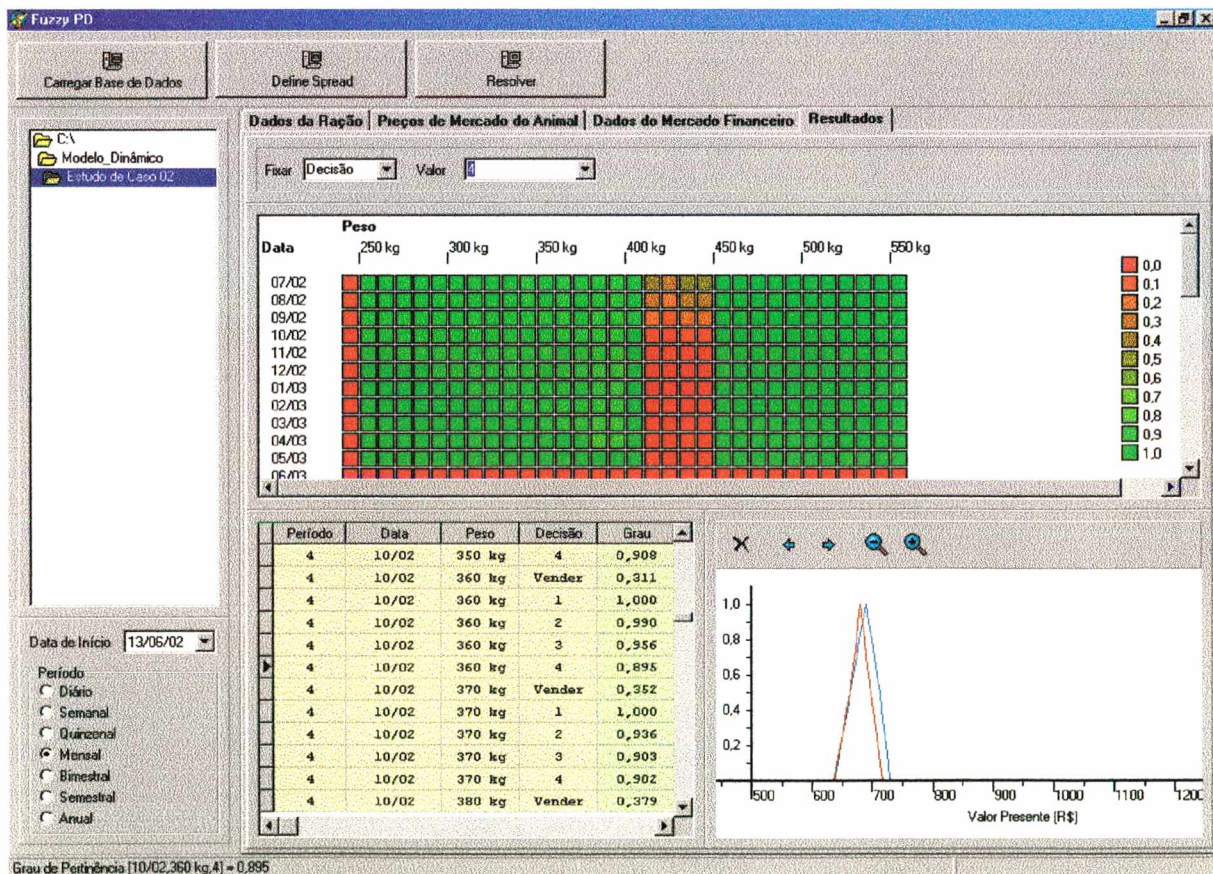 Fuzzy PD
Carregar Base de Dados
Define Spread
Resolver
C:\
Modelo_Dinâmico
Estudo de Caso 02
Dados da Ração
Preços de Mercado do Animal
Dados do Mercado Financeiro
Resultados
Fixar
Decisão
Valor
4
Peso
Data 250 kg 300 kg 350 kg 400 kg 450 kg 500 kg 550 kg
07/02
08/02
09/02
10/02
11/02
12/02
01/03
02/03
03/03
04/03
05/03
06/03
0,0
0,1
0,2
0,3
0,4
0,5
0,6
0,7
0,8
0,9
1,0
Data de Início 13/06/02
Período
Diário
Semanal
Quinzenal
Mensal
Bimestral
Semestral
Anual
Período Data Peso Decisão Grau
4 10/02 350 kg 4 0,908
4 10/02 360 kg Vender 0,311
4 10/02 360 kg 1 1,000
4 10/02 360 kg 2 0,990
4 10/02 360 kg 3 0,956
4 10/02 360 kg 4 0,895
4 10/02 370 kg Vender 0,352
4 10/02 370 kg 1 1,000
4 10/02 370 kg 2 0,936
4 10/02 370 kg 3 0,903
4 10/02 370 kg 4 0,902
4 10/02 380 kg Vender 0,379
1,0
0,8
0,6
0,4
0,2
500 600 700 800 900 1000 1100 1200
Valor Presente (R$)
Grau de Pertinência [10/02,360 kg,4] = 0,895